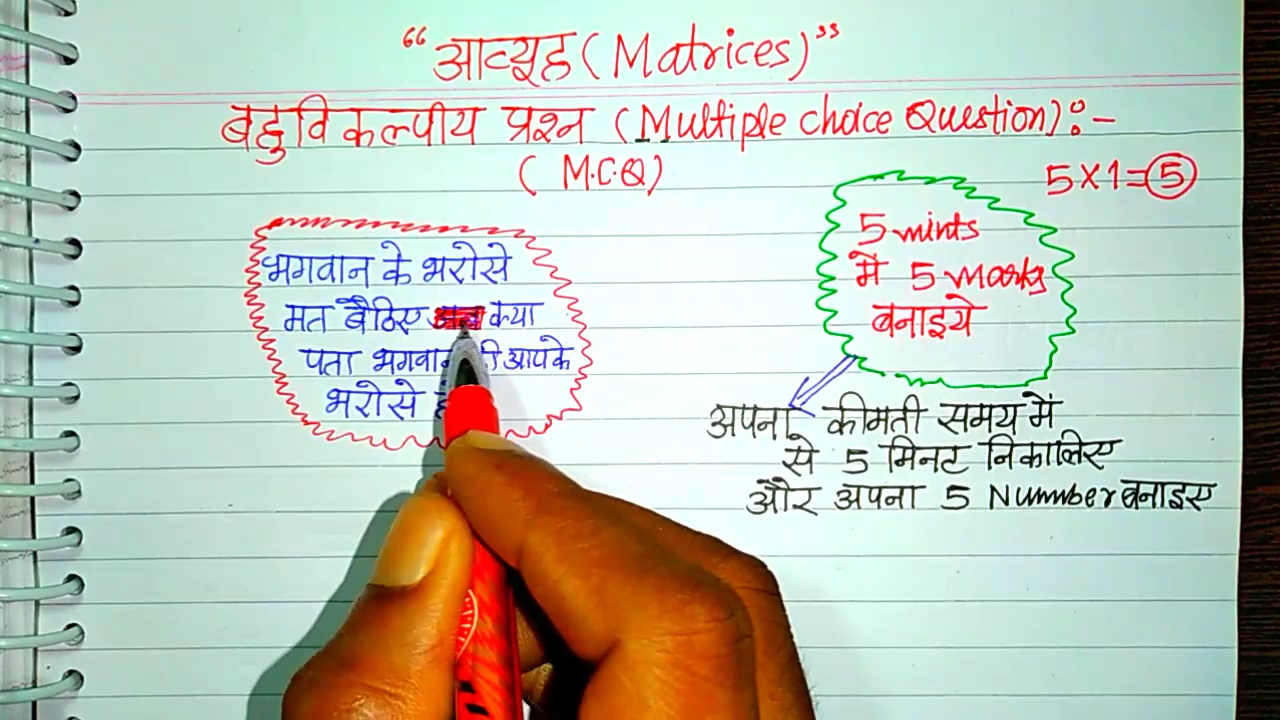 “आव्यूह (Matrices)”
बहुविकल्पीय प्रश्न (Multiple choice Question):-
(M.C.Q)
5×1=5
भगवान के भरोसे
मत बैठिए क्या
पता भगवान आपके
भरोसे
5 mints
में 5 marks
बनाइये
अपना कीमती समय में
से 5 मिनट निकालिए
और अपना 5 Number बनाइए